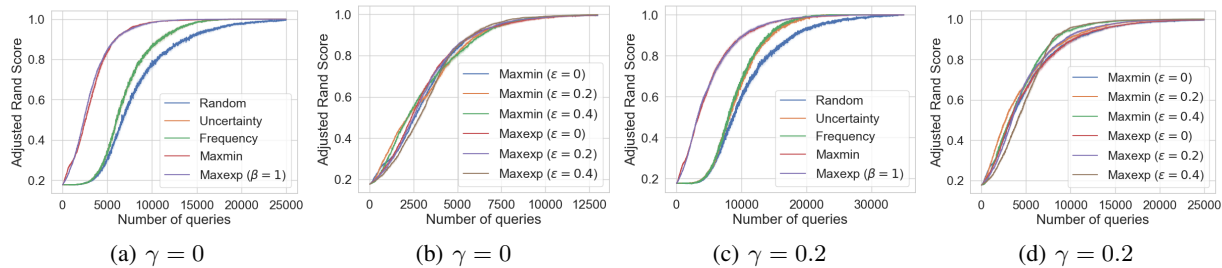 Adjusted Rand Score
1.0
0.8
0.6
0.4
0.2
0
5000
10000
15000
20000
25000
Number of queries
Random
Uncertainty
Frequency
Maxmin
Maxexp (β = 1)
(a) γ = 0
Adjusted Rand Score
1.0
0.8
0.6
0.4
0.2
0
2500
5000
7500
10000
12500
Number of queries
Maxmin (ε = 0)
Maxmin (ε = 0.2)
Maxmin (ε = 0.4)
Maxexp (ε = 0)
Maxexp (ε = 0.2)
Maxexp (ε = 0.4)
(b) γ = 0
Adjusted Rand Score
1.0
0.8
0.6
0.4
0.2
0
10000
20000
30000
Number of queries
Random
Uncertainty
Frequency
Maxmin
Maxexp (β = 1)
(c) γ = 0.2
Adjusted Rand Score
1.0
0.8
0.6
0.4
0.2
0
5000
10000
15000
20000
25000
Number of queries
Maxmin (ε = 0)
Maxmin (ε = 0.2)
Maxmin (ε = 0.4)
Maxexp (ε = 0)
Maxexp (ε = 0.2)
Maxexp (ε = 0.4)
(d) γ = 0.2